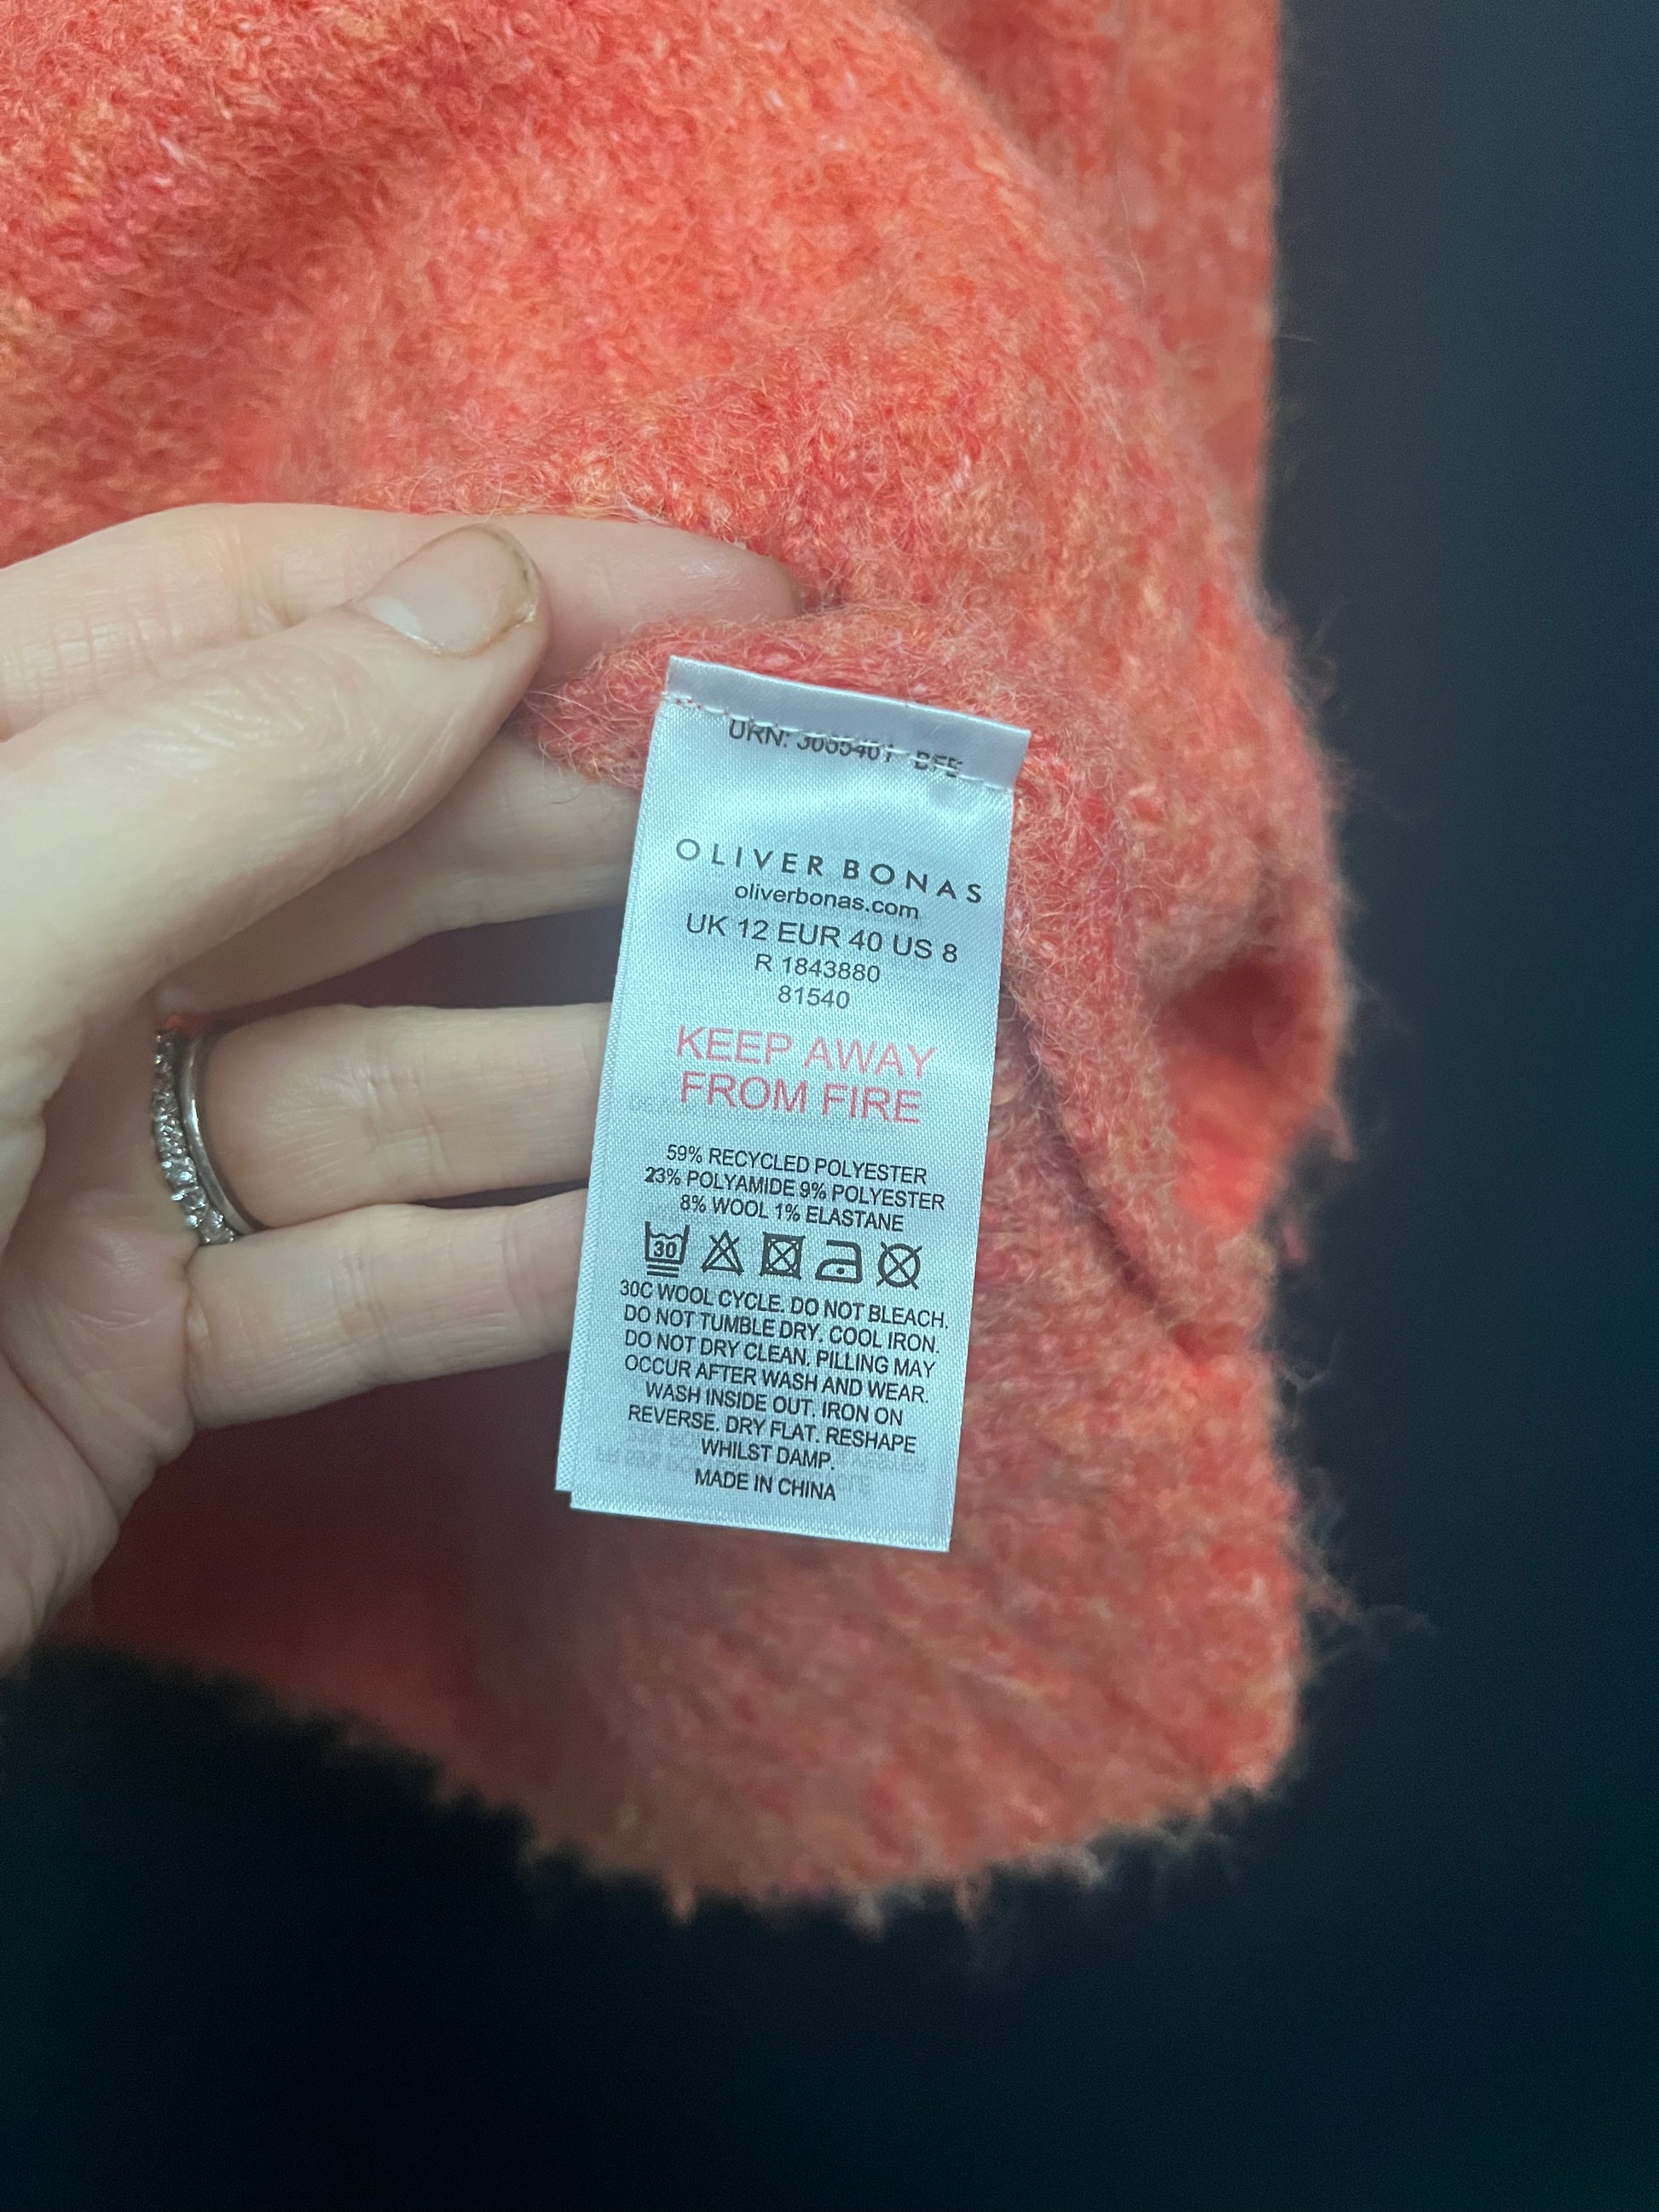 URN:
OLIVER BONAS
oliverbonas.com
UK 12 EUR 40 US 8
R 1843880
81540
KEEP AWAY
FROM FIRE
59% RECYCLED POLYESTER
23% POLYAMIDE 9% POLYESTER
8% WOOL 1% ELASTANE
30
30C WOOL CYCLE. DO NOT BLEACH.
DO NOT TUMBLE DRY. COOL IRON.
DO NOT DRY CLEAN. PILLING MAY
OCCUR AFTER WASH AND WEAR.
WASH INSIDE OUT. IRON ON
REVERSE. DRY FLAT. RESHAPE
WHILST DAMP.
MADE IN CHINA